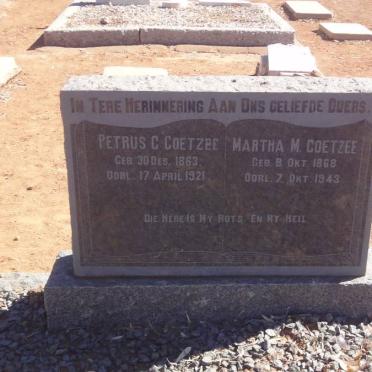 IN TERE HERINNERING AAN ONS GELIEFDE OUERS.
PETRUS C COETZEE
GEB. 30 DES. 1863.
OORL. 17 APRIL 1921
MARTHA M. COETZEE
GEB. 8. OKT. 1868
OORL. 7. OKT. 1943
DIE HERE IS MY ROTS EN MY HEIL